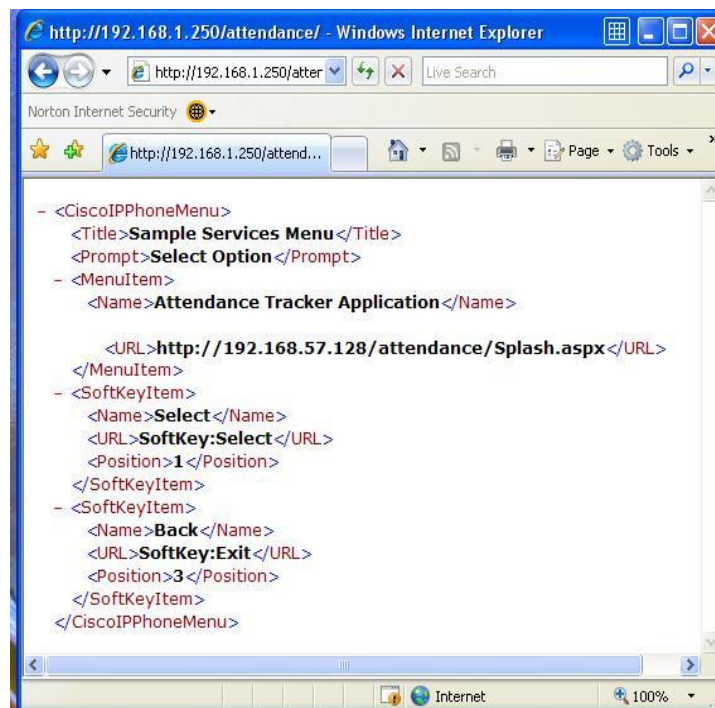 http://192.168.1.250/attendance/ - Windows Internet Explorer
http://192.168.1.250/atter
Live Search
Norton Internet Security
http://192.168.1.250/attend...
Page
Tools
»
- <CiscoIPPhoneMenu>
<Title>Sample Services Menu</Title>
<Prompt>Select Option</Prompt>
- <MenuItem>
<Name>Attendance Tracker Application</Name>
<URL>http://192.168.57.128/attendance/Splash.aspx</URL>
</MenuItem>
- <SoftKeyItem>
<Name>Select</Name>
<URL>SoftKey:Select</URL>
<Position>1</Position>
</SoftKeyItem>
- <SoftKeyItem>
<Name>Back</Name>
<URL>SoftKey:Exit</URL>
<Position>3</Position>
</SoftKeyItem>
</CiscoIPPhoneMenu>
Internet
100%